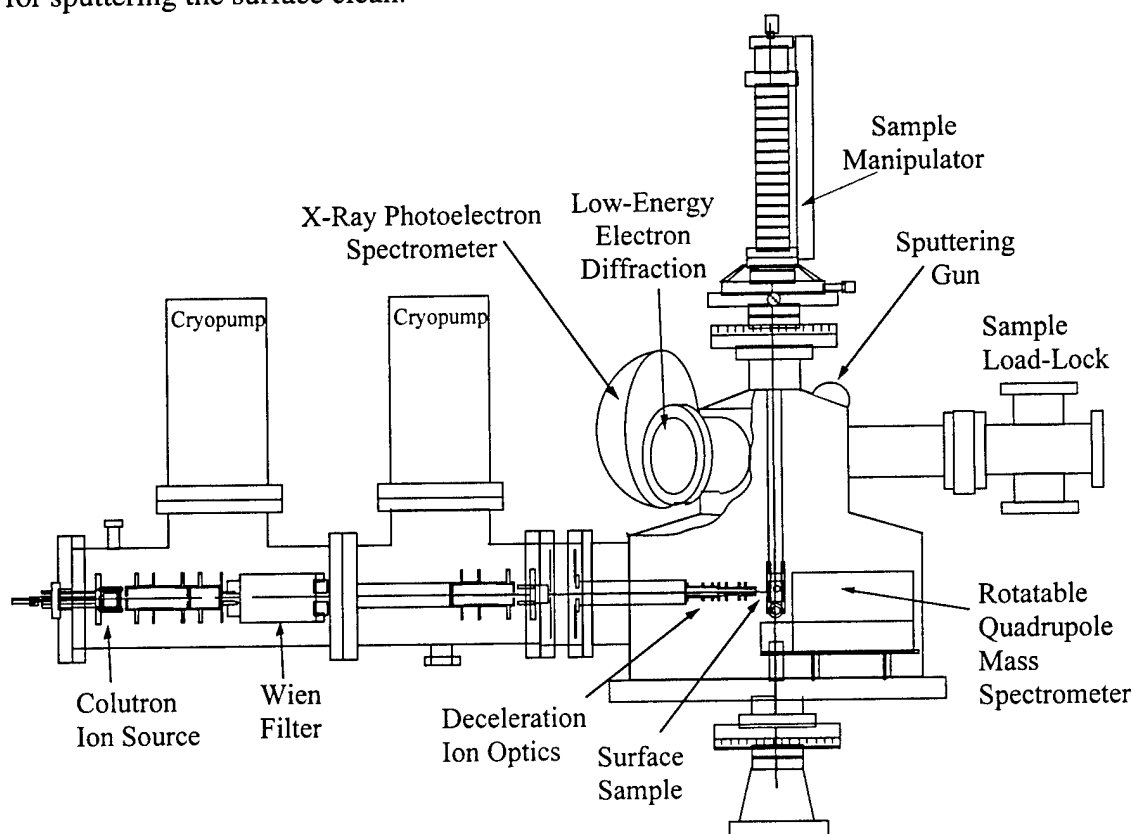 for sputtering the surface clean.
Sample
Manipulator
X-Ray Photoelectron
Spectrometer
Low-Energy
Electron
Diffraction
Sputtering
Gun
Cryopump
Cryopump
Sample
Load-Lock
Rotatable
Quadrupole
Mass
Spectrometer
Colutron
Ion Source
Wien
Filter
Deceleration
Ion Optics
Surface
Sample